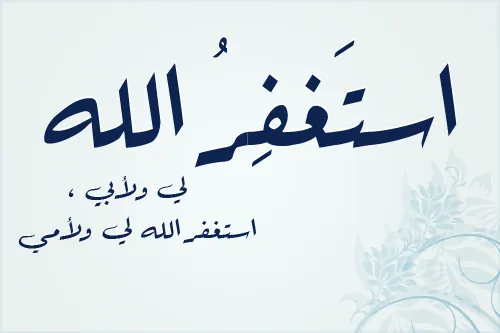 استَغفِرُ الله
لي ولأبي ،
استغفر الله لي ولأمي